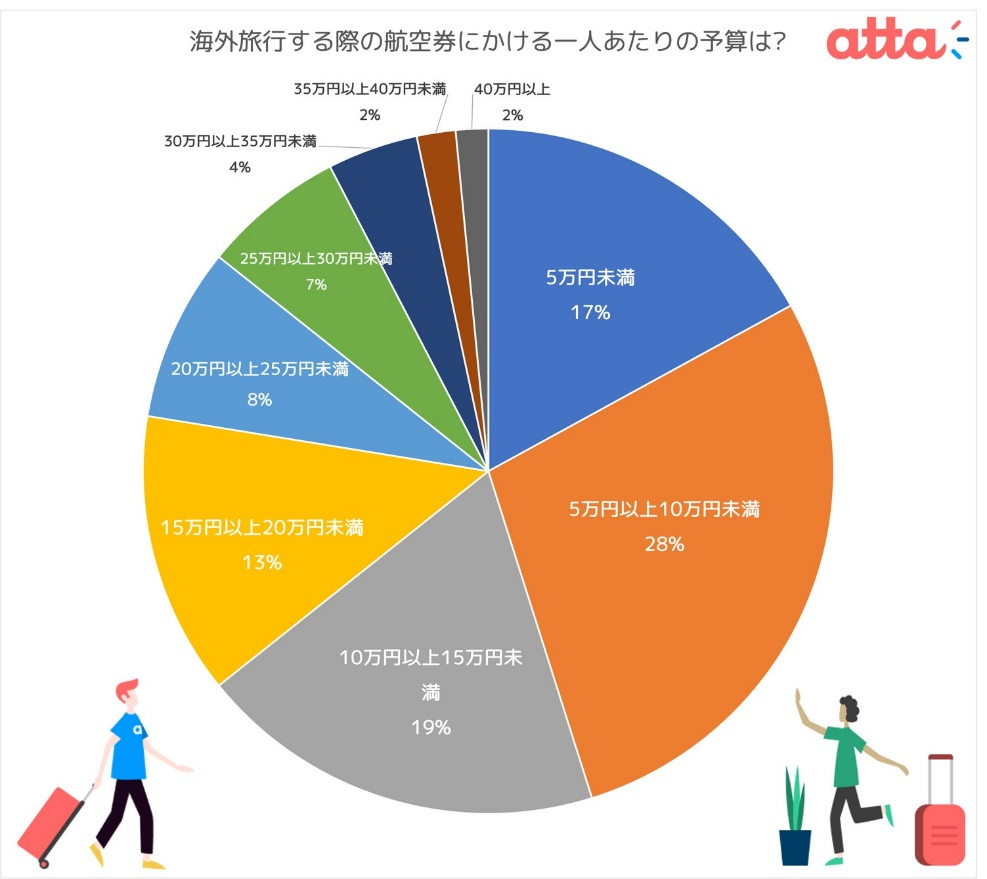 海外旅行する際の航空券にかける一人あたりの予算は?
atta
35万円以上40万円未満
2%
40万円以上
2%
30万円以上35万円未満
4%
25万円以上30万円未満
7%
5万円未満
17%
20万円以上25万円未満
8%
5万円以上10万円未満
28%
15万円以上20万円未満
13%
10万円以上15万円未
満
19%
a